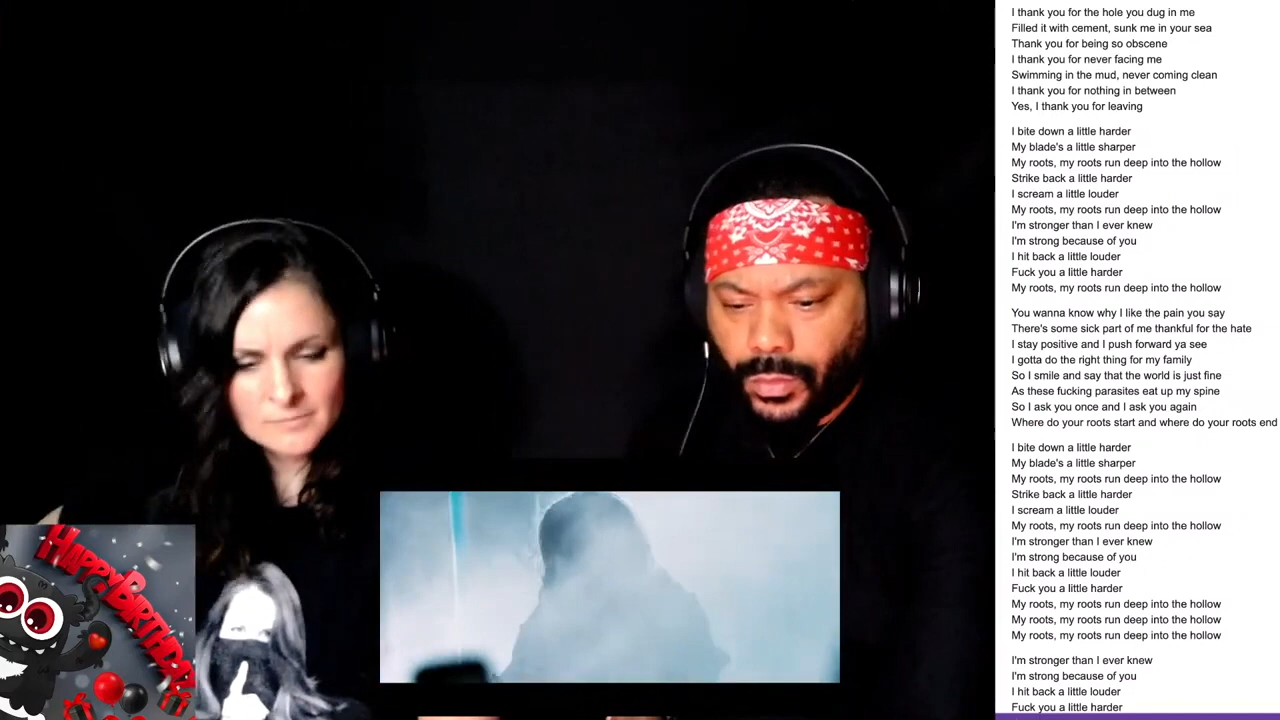 I thank you for the hole you dug in me
Filled it with cement, sunk me in your sea
Thank you for being so obscene
I thank you for never facing me
Swimming in the mud, never coming clean
I thank you for nothing in between
Yes, I thank you for leaving
I bite down a little harder
My blade's a little sharper
My roots, my roots run deep into the hollow
Strike back a little harder
I scream a little louder
My roots, my roots run deep into the hollow
I'm stronger than I ever knew
I'm strong because of you
I hit back a little louder
Fuck you a little harder
My roots, my roots run deep into the hollow
You wanna know why I like the pain you say
There's some sick part of me thankful for the hate
I stay positive and I push forward ya see
I gotta do the right thing for my family
So I smile and say that the world is just fine
As these fucking parasites eat up my spine
So I ask you once and I ask you again
Where do your roots start and where do your roots end
I bite down a little harder
My blade's a little sharper
My roots, my roots run deep into the hollow
Strike back a little harder
I scream a little louder
My roots, my roots run deep into the hollow
I'm stronger than I ever knew
I'm strong because of you
I hit back a little louder
Fuck you a little harder
My roots, my roots run deep into the hollow
My roots, my roots run deep into the hollow
My roots, my roots run deep into the hollow
I'm stronger than I ever knew
I'm strong because of you
I hit back a little louder
Fuck you a little harder
Happy Birthday